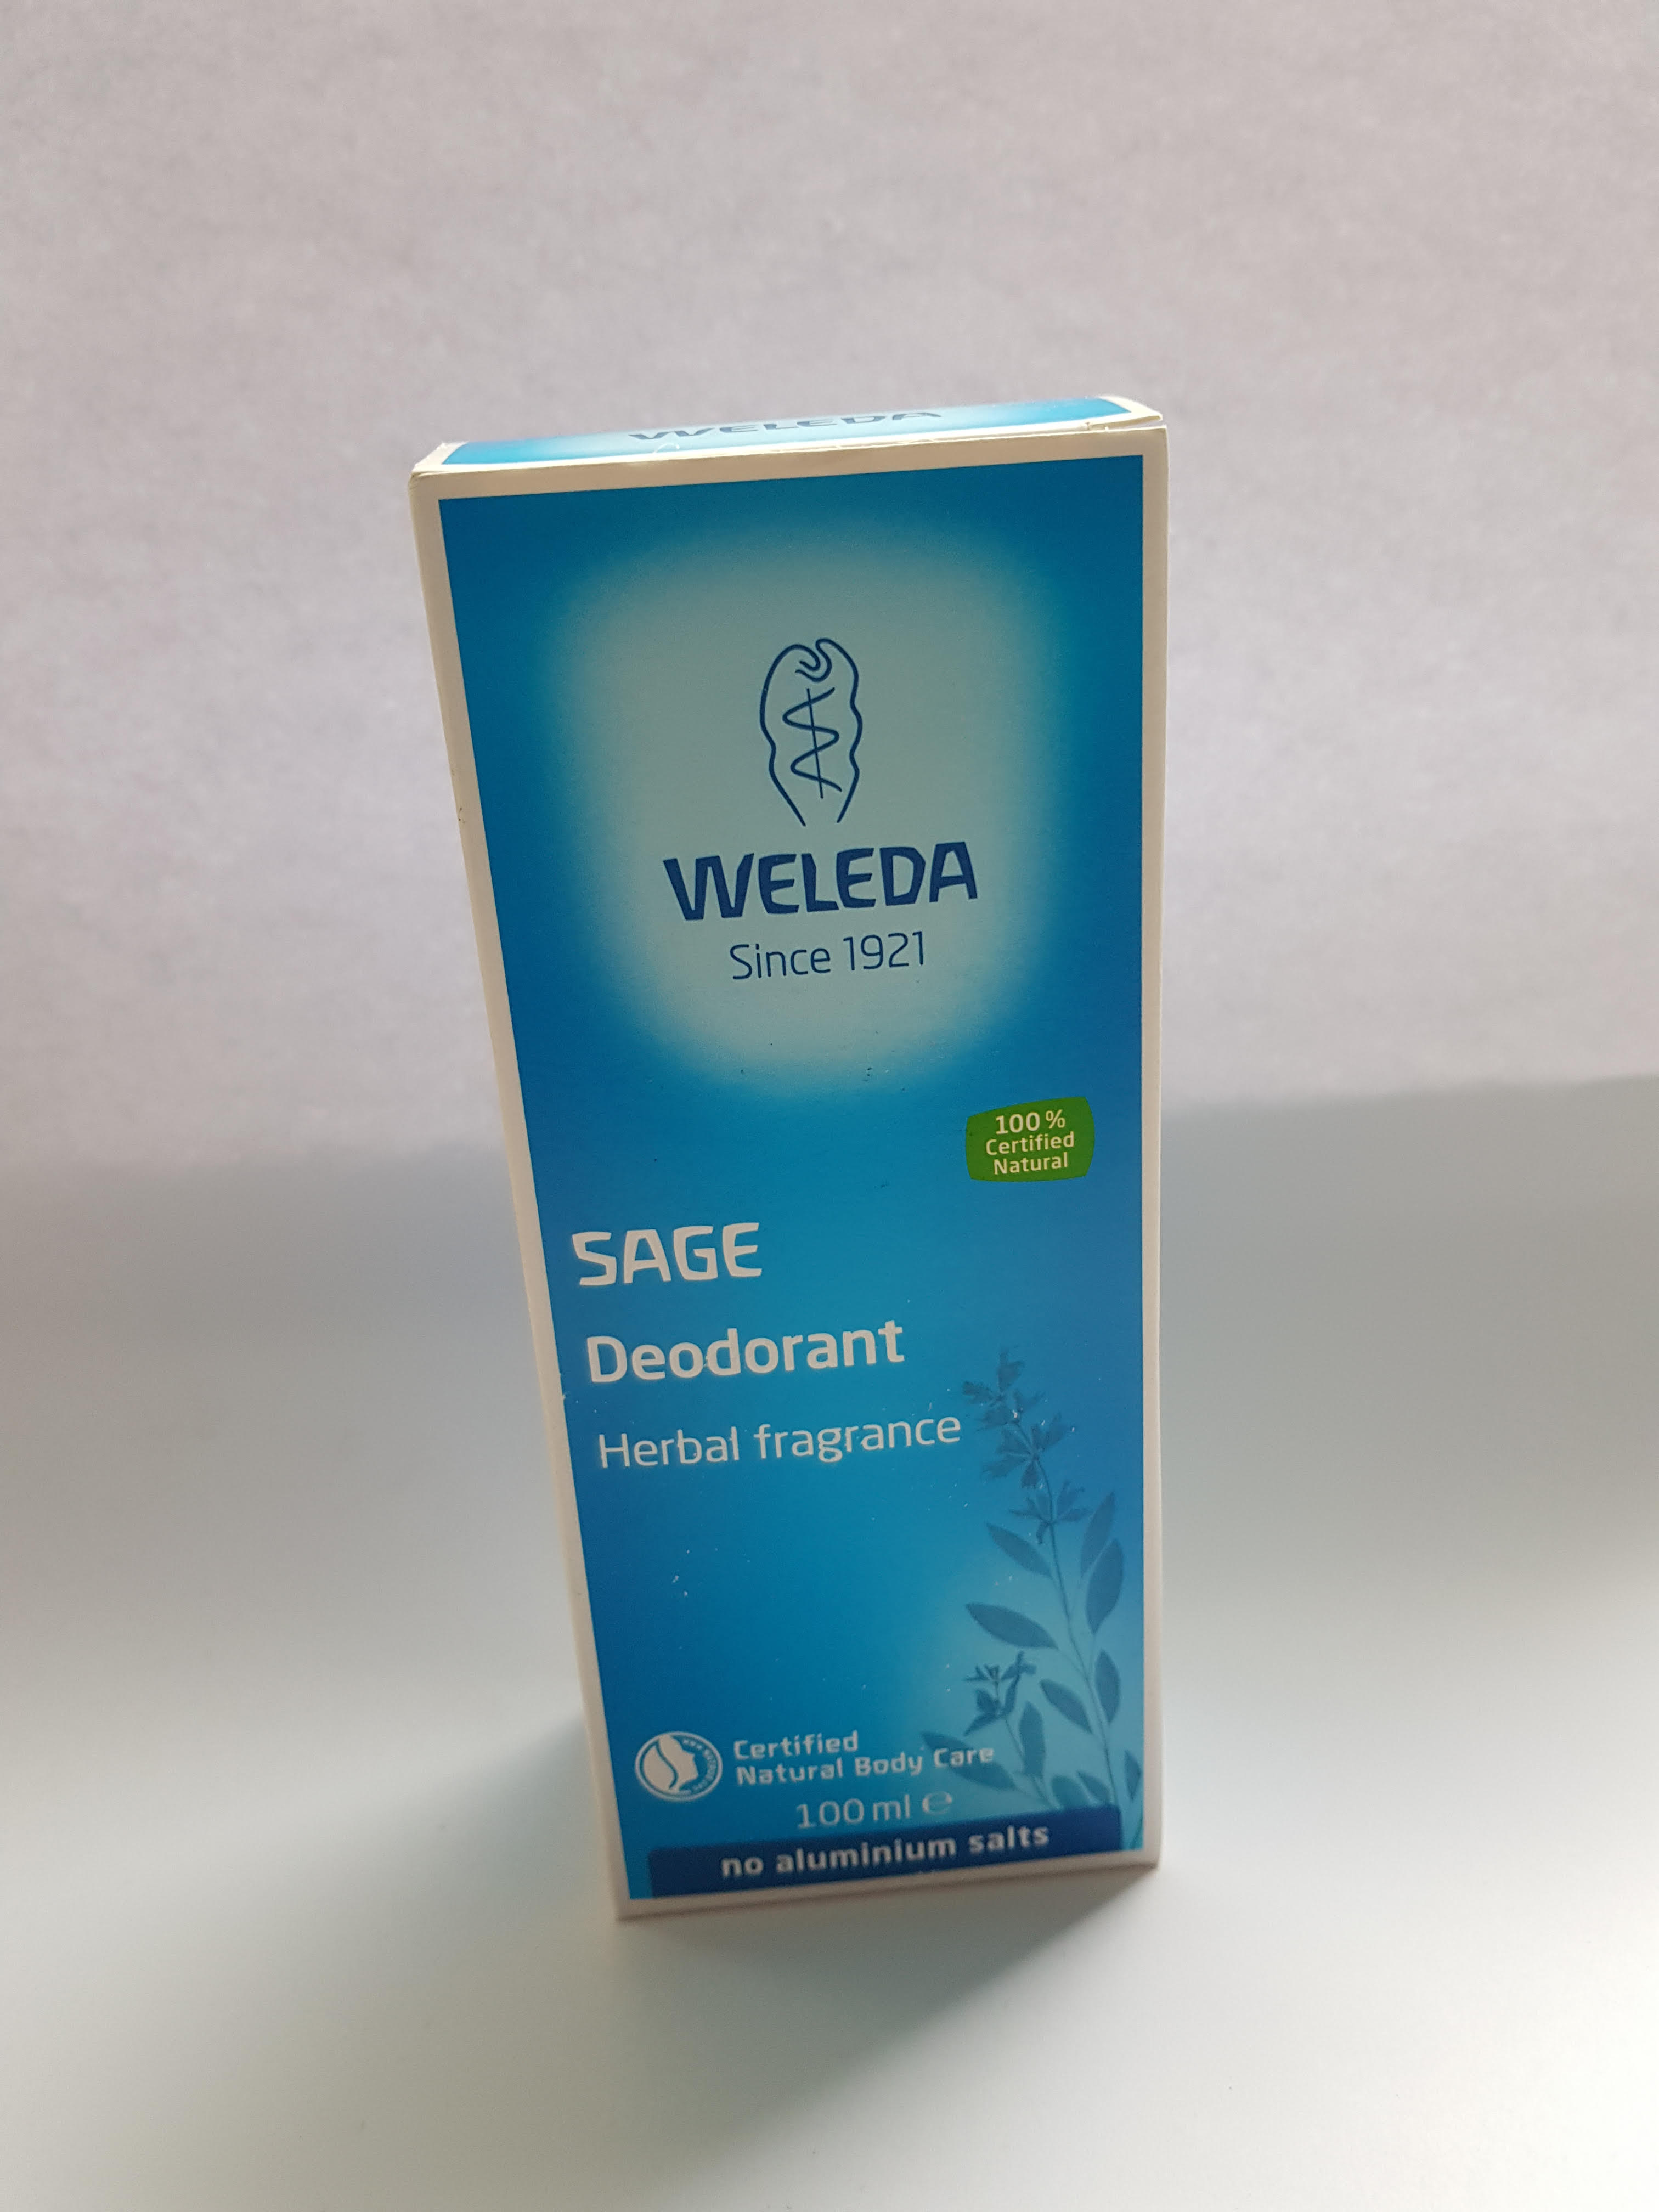 WELEDA
WELEDA
Since 1921
100 %
Certified
Natural
SAGE
Deodorant
Herbal fragrance
Certified
Natural Body Care
100 ml ℮
no aluminium salts